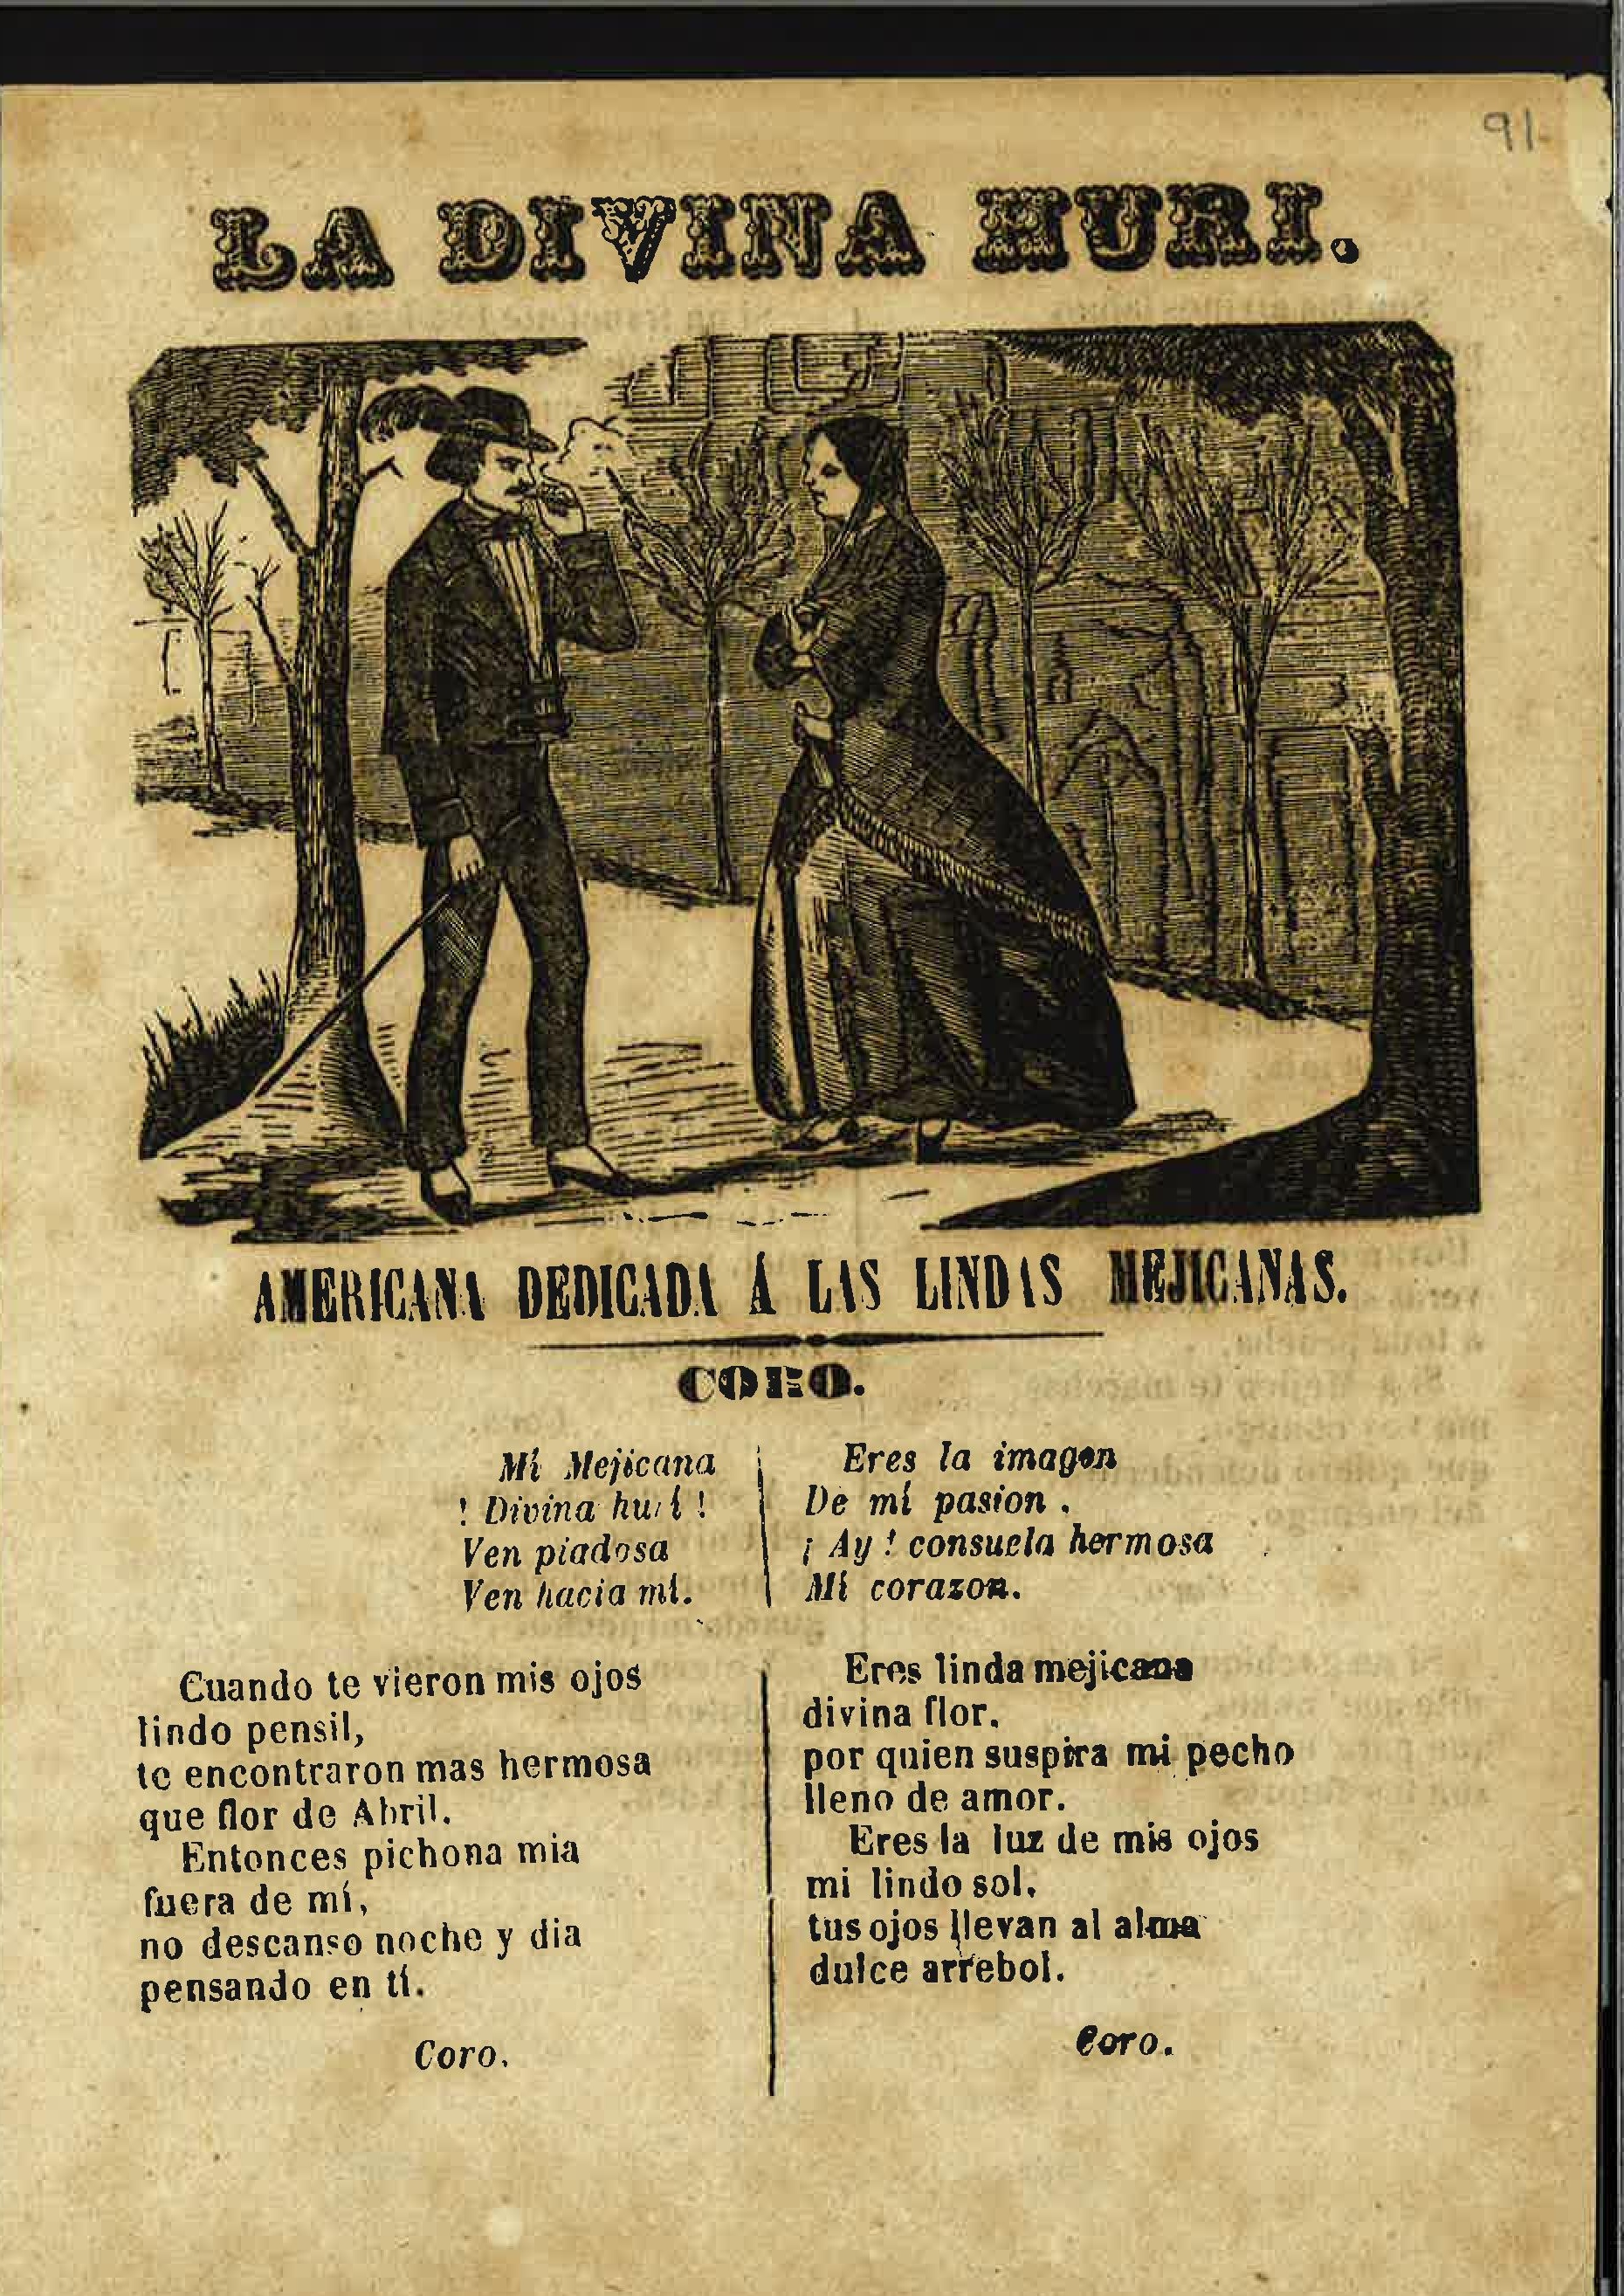 91
LA DIVINA HURI.
AMERICANA DEDICADA Á LAS LINDAS MEJICANAS.
CORO.
Mi Mejicana
! Divina hurí !
Ven piadosa
Ven hacia mí.
Eres la imagen
De mí pasion .
¡ Ay ! consuela hermosa
Mí corazon.
Cuando te vieron mis ojos
lindo pensil,
te encontraron mas hermosa
que flor de Abril.
Entonces pichona mia
fuera de mí,
no descanso noche y dia
pensando en tí.
Coro.
Eres linda mejicana
divina flor.
por quien suspira mi pecho
lleno de amor.
Eres la luz de mis ojos
mi lindo sol.
tus ojos llevan al alma
dulce arrebol.
Coro.